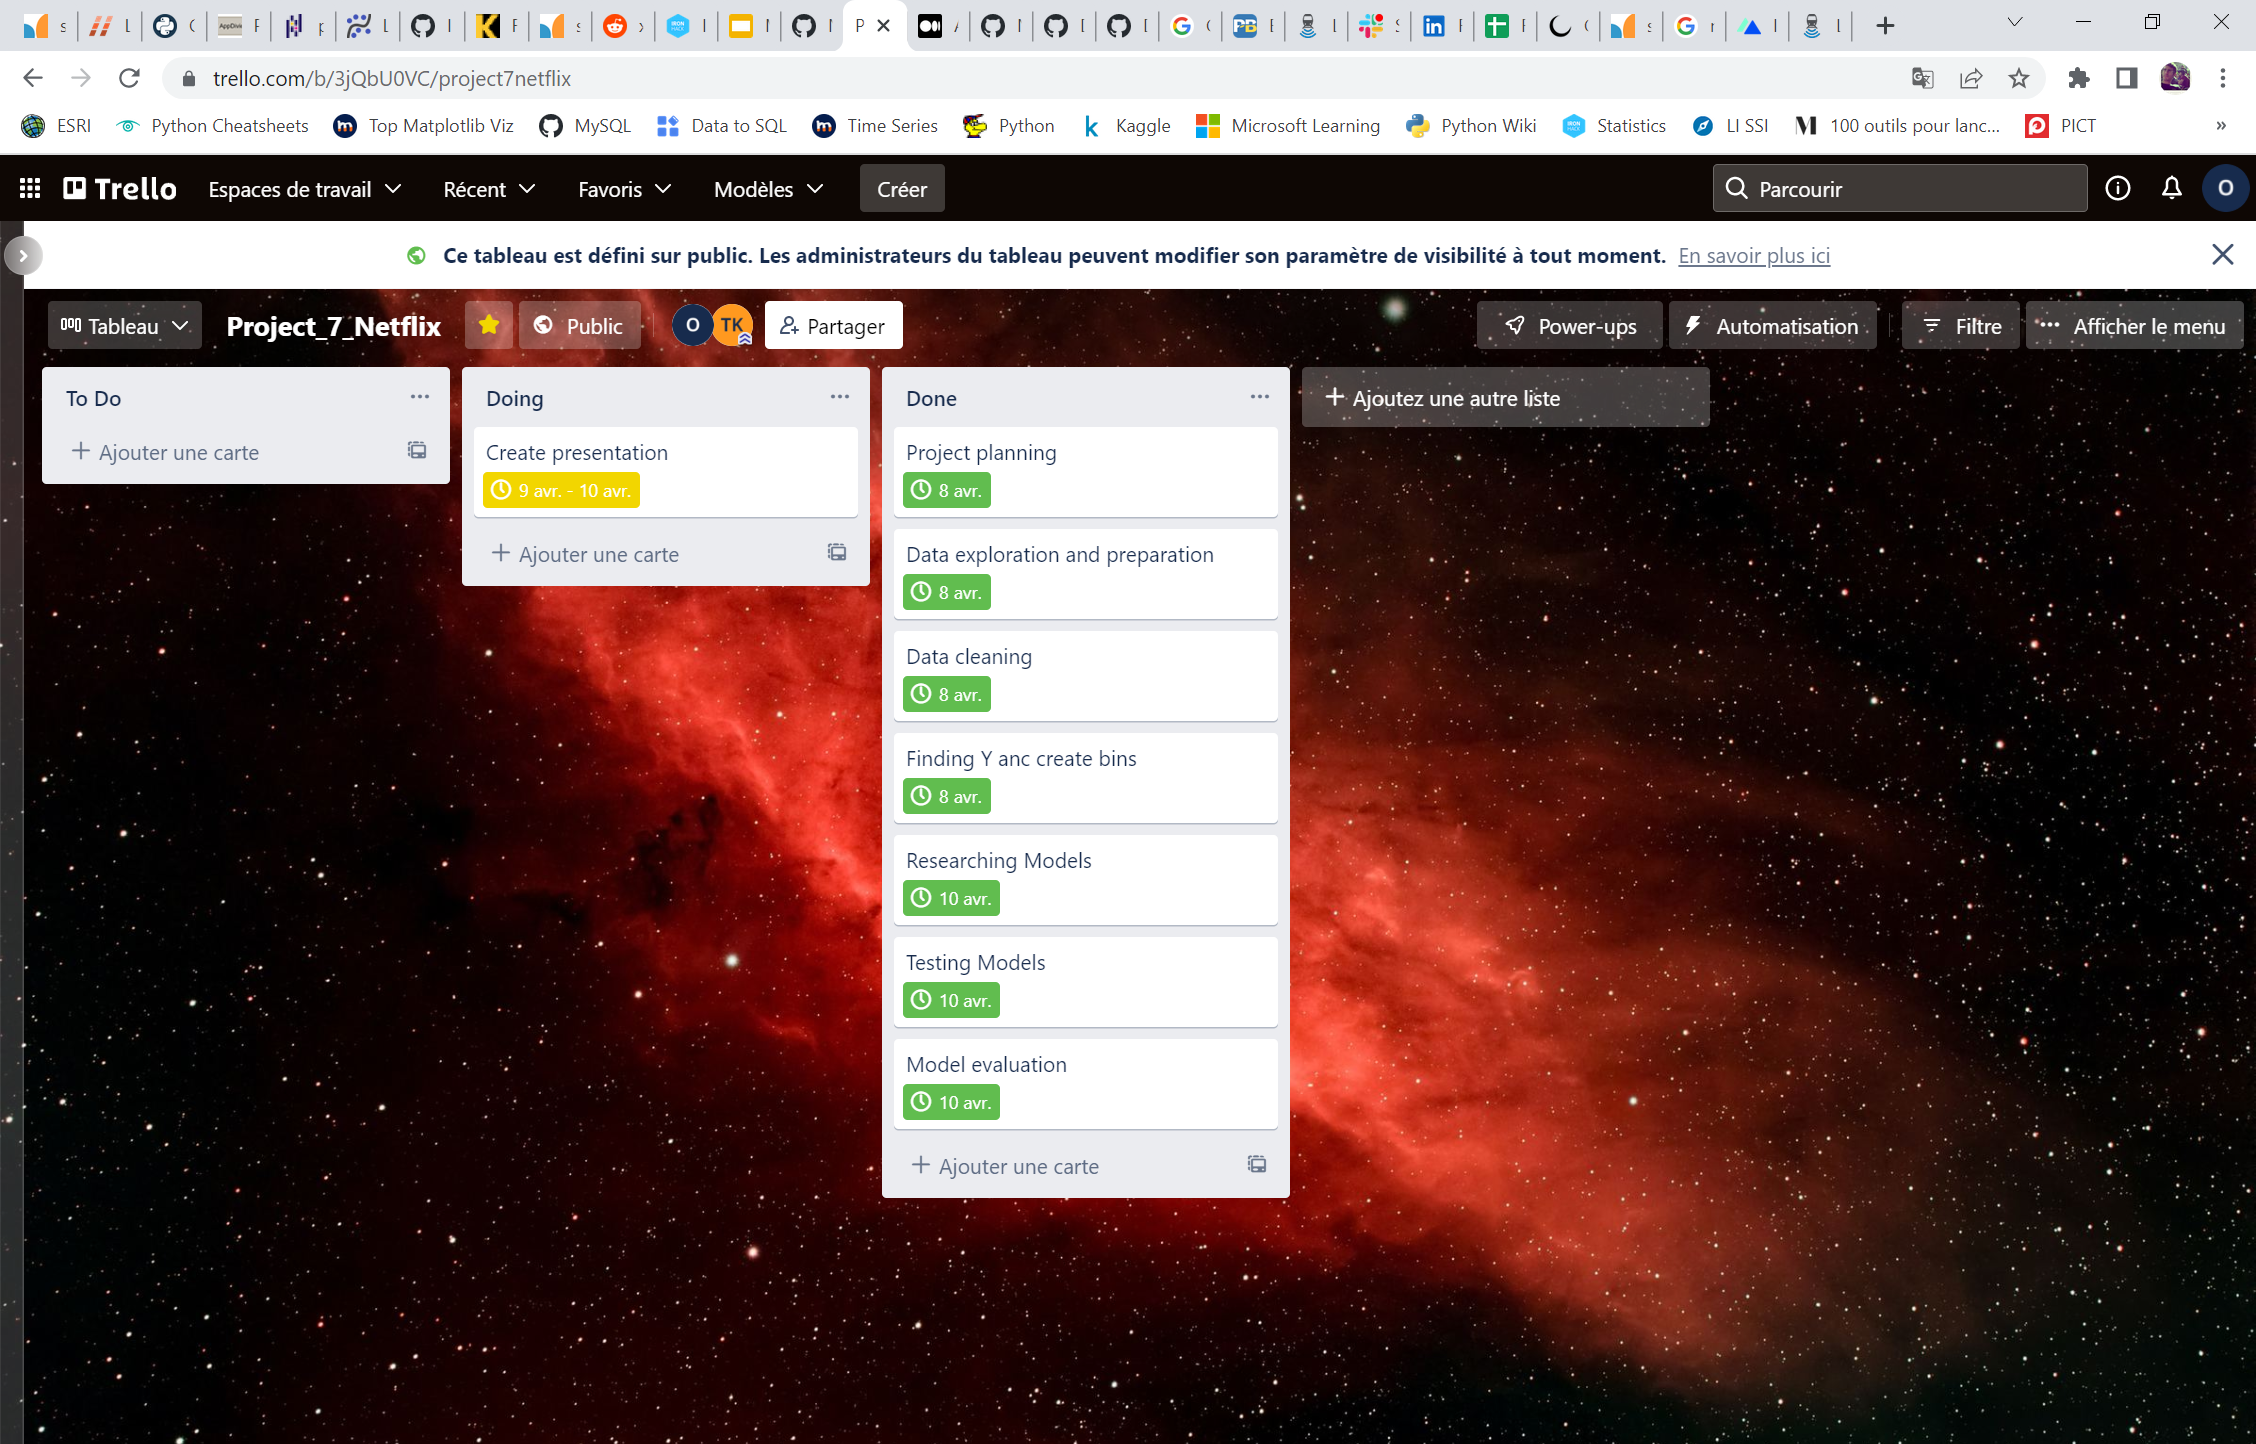 trello.com/b/3jQbU0VC/project7netflix
ESRI Python Cheatsheets Top Matplotlib Viz MySQL Data to SQL Time Series Python Kaggle Microsoft Learning Python Wiki Statistics LI SSI 100 outils pour lanc... PICT »
Trello Espaces de travail Récent Favoris Modèles Créer Parcourir O
Ce tableau est défini sur public. Les administrateurs du tableau peuvent modifier son paramètre de visibilité à tout moment. En savoir plus ici
Tableau Project_7_Netflix Public O TK Partager Power-ups Automatisation Filtre Afficher le menu
To Do
Ajouter une carte
Doing
Create presentation
9 avr. - 10 avr.
Ajouter une carte
Done
Project planning
8 avr.
Data exploration and preparation
8 avr.
Data cleaning
8 avr.
Finding Y anc create bins
8 avr.
Researching Models
10 avr.
Testing Models
10 avr.
Model evaluation
10 avr.
Ajouter une carte
Ajoutez une autre liste